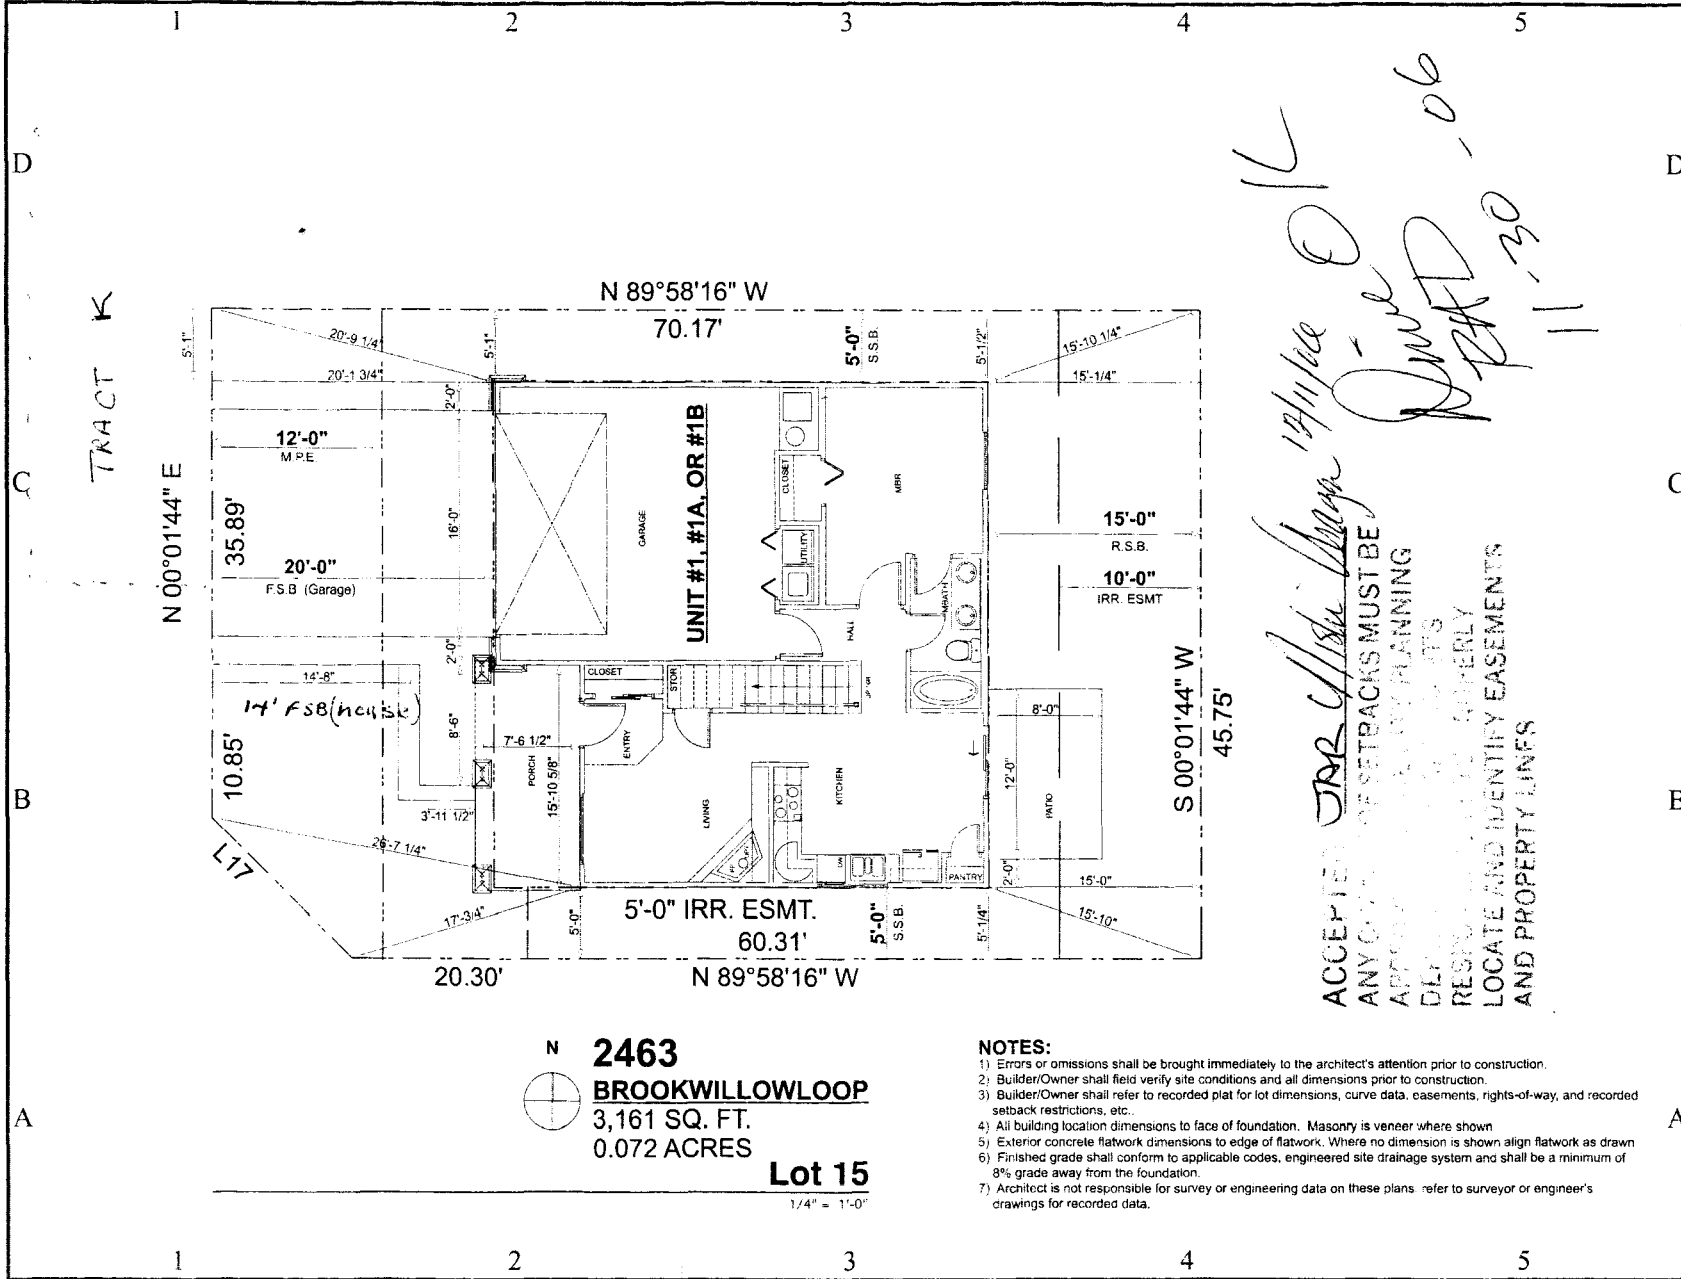 1 2 3 4 5
D D
C C
B B
A A
TRACT K
N 89°58'16" W
70.17'
5'-1"
20'-9 1/4"
20'-1 3/4"
5'-1"
5'-0"
S.S.B.
5'-1/2"
15'-10 1/4"
15'-1/4"
2'-0"
12'-0"
M.P.E.
N 00°01'44" E
35.89'
16'-0"
20'-0"
F.S.B (Garage)
2'-0"
14'-8"
14' FSB (house)
8'-6"
10.85'
3'-11 1/2"
26'-7 1/4"
L17
17'-3/4"
20.30'
GARAGE
UNIT #1, #1A, OR #1B
CLOSET
UTILITY
MBR
MBATH
HALL
CLOSET
STOR
UP
7'-6 1/2"
ENTRY
PORCH
15'-10 5/8"
LIVING
KITCHEN
DW
PANTRY
15'-0"
R.S.B.
10'-0"
IRR. ESMT
8'-0"
12'-0"
PATIO
2'-0"
15'-0"
15'-10"
S 00°01'44" W
45.75'
5'-0"
5'-0" IRR. ESMT.
60.31'
5'-0"
S.S.B.
5'-1/4"
N 89°58'16" W
Drive OK
11-30-06
ACCEPTED
ANY SETBACKS MUST BE
PLANNING
LOCATE AND IDENTIFY EASEMENTS
AND PROPERTY LINES
N
2463
BROOKWILLOWLOOP
3,161 SQ. FT.
0.072 ACRES
Lot 15
1/4" = 1'-0"
NOTES:
1) Errors or omissions shall be brought immediately to the architect's attention prior to construction.
2) Builder/Owner shall field verify site conditions and all dimensions prior to construction.
3) Builder/Owner shall refer to recorded plat for lot dimensions, curve data, easements, rights-of-way, and recorded
setback restrictions, etc..
4) All building location dimensions to face of foundation. Masonry is veneer where shown
5) Exterior concrete flatwork dimensions to edge of flatwork. Where no dimension is shown align flatwork as drawn
6) Finished grade shall conform to applicable codes, engineered site drainage system and shall be a minimum of
8% grade away from the foundation.
7) Architect is not responsible for survey or engineering data on these plans refer to surveyor or engineer's
drawings for recorded data.
1 2 3 4 5